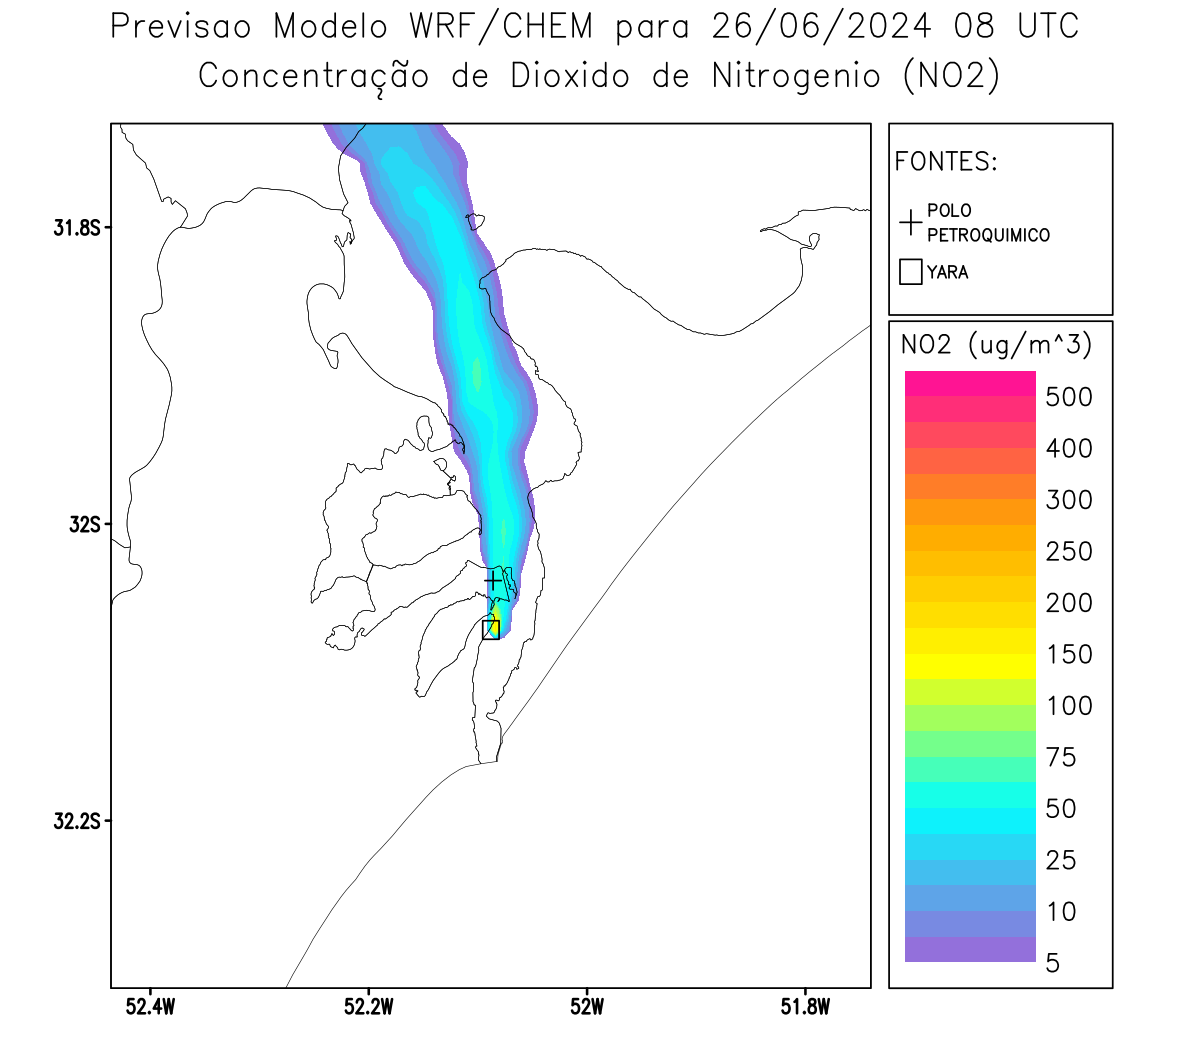 Previsao Modelo WRF/CHEM para 26/06/2024 08 UTC
Concentração de Dioxido de Nitrogenio (NO2)
FONTES:
POLO
PETROQUIMICO
YARA
NO2 (ug/m^3)
500
400
300
250
200
150
100
75
50
25
10
5
31.8S
32S
32.2S
52.4W
52.2W
52W
51.8W